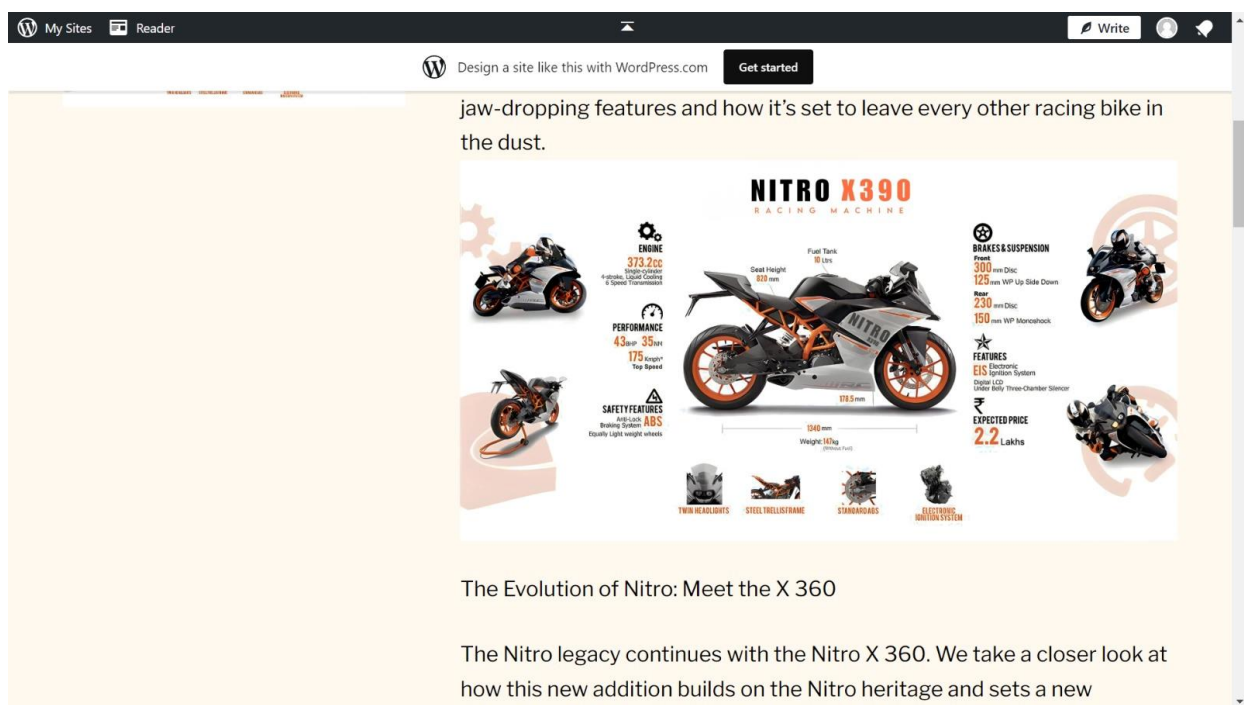 My Sites
Reader
Write
Design a site like this with WordPress.com
Get started
jaw-dropping features and how it's set to leave every other racing bike in
the dust.
NITRO X390
RACING MACHINE
ENGINE
373.2cc
Single-cylinder
4-stroke, Liquid Cooling
6 Speed Transmission
PERFORMANCE
43BHP 35NM
175 Kmph*
Top Speed
SAFETY FEATURES
Anti-Lock
Braking System ABS
Equally Light weight wheels
Fuel Tank
10 Ltrs
Seat Height
820 mm
NITRO
178.5 mm
1340 mm
Weight:147kg
(Without Fuel)
BRAKES & SUSPENSION
Front
300 mm Disc
125 mm WP Up Side Down
Rear
230 mm Disc
150 mm WP Monoshock
FEATURES
EIS Electronic
Ignition System
Digital LCD
Under Belly Three-Chamber Silencer
₹
EXPECTED PRICE
2.2 Lakhs
TWIN HEADLIGHTS
STEEL TRELLIS FRAME
STANDARD ABS
ELECTRONIC
IGNITION SYSTEM
The Evolution of Nitro: Meet the X 360
The Nitro legacy continues with the Nitro X 360. We take a closer look at
how this new addition builds on the Nitro heritage and sets a new